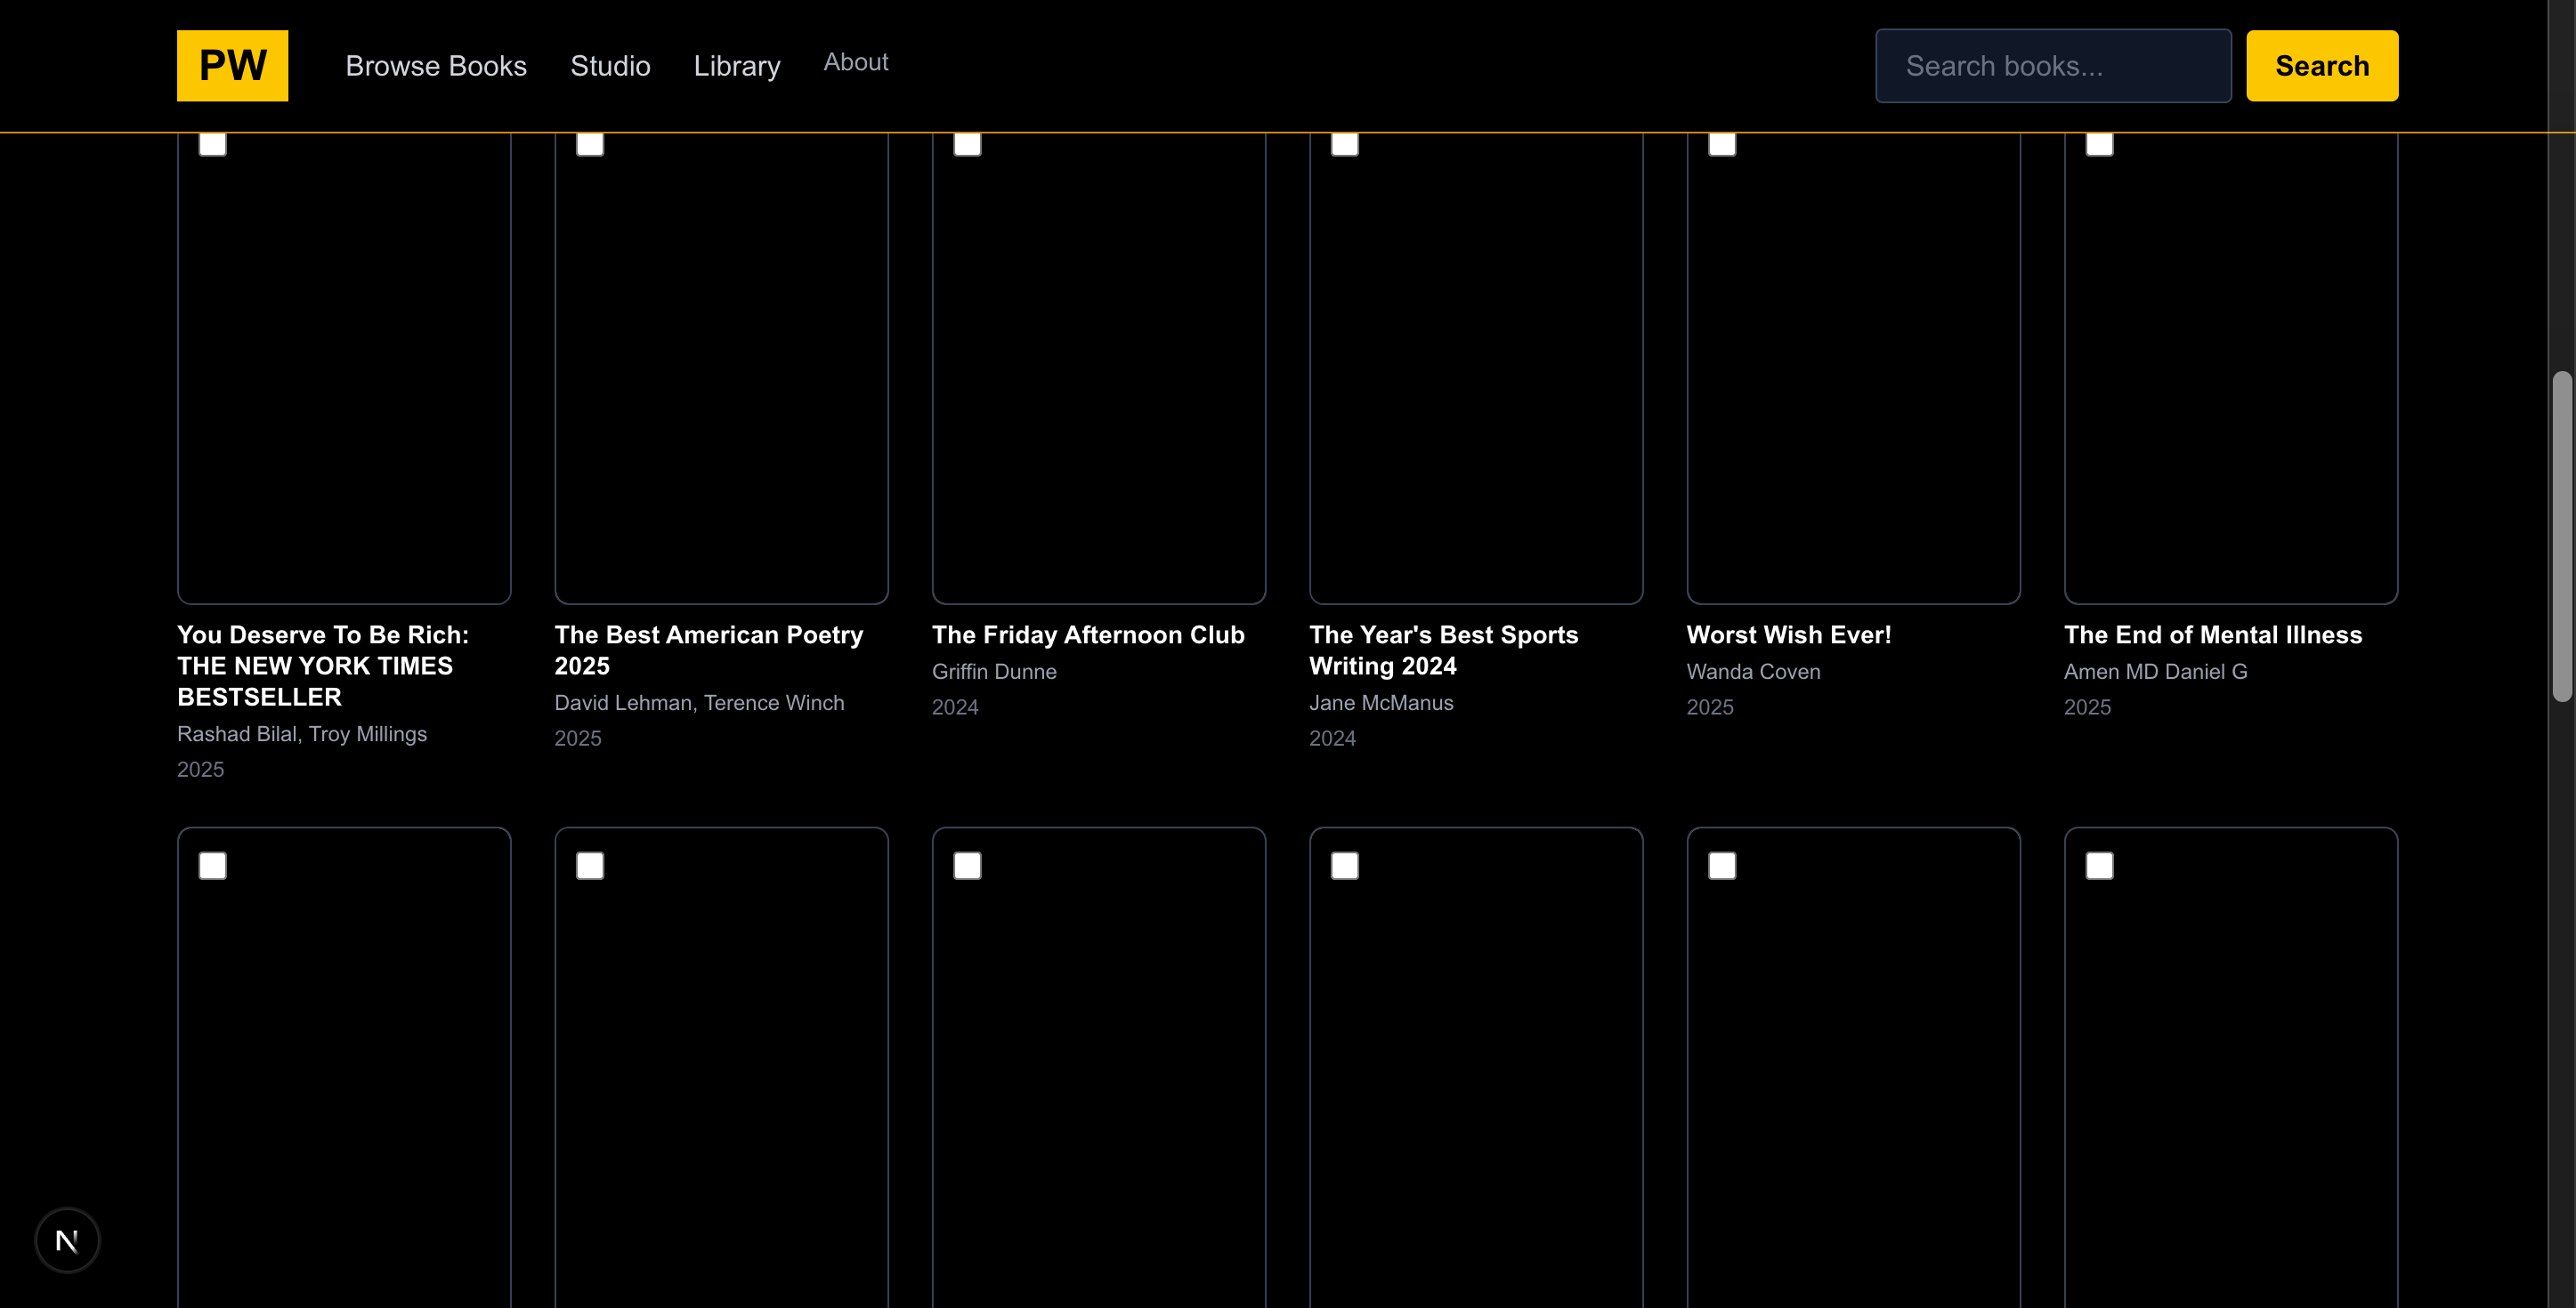 PW
Browse Books
Studio
Library
About
Search books...
Search
You Deserve To Be Rich:
THE NEW YORK TIMES
BESTSELLER
Rashad Bilal, Troy Millings
2025
The Best American Poetry
2025
David Lehman, Terence Winch
2025
The Friday Afternoon Club
Griffin Dunne
2024
The Year's Best Sports
Writing 2024
Jane McManus
2024
Worst Wish Ever!
Wanda Coven
2025
The End of Mental Illness
Amen MD Daniel G
2025
N